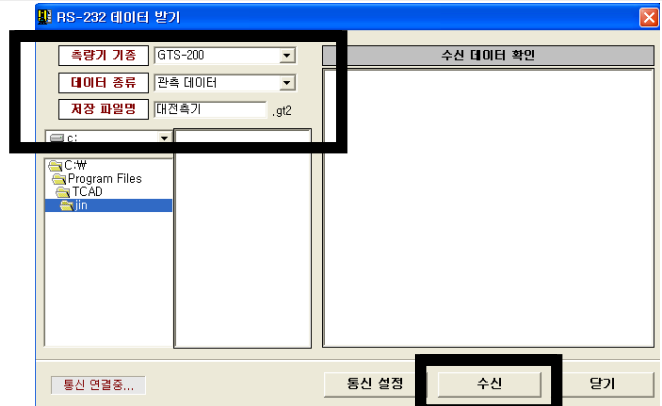 RS-232 데이터 받기
측량기 기종 GTS-200
데이터 종류 관측 데이터
저장 파일명 대전측기 .gt2
수신 데이터 확인
c:
C:₩
Program Files
TCAD
jin
통신 연결중...
통신 설정
수신
닫기